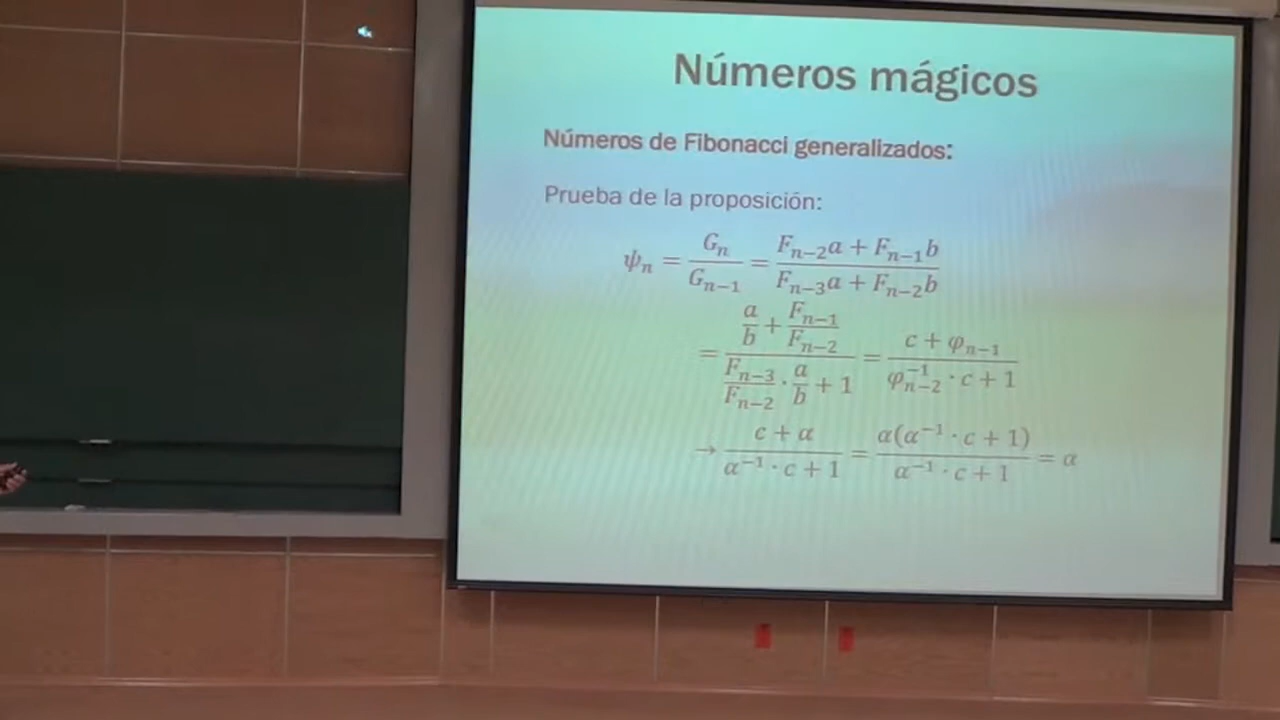 Números mágicos
Números de Fibonacci generalizados:
Prueba de la proposición:
ψ_n = G_n / G_{n−1} = (F_{n−2}a + F_{n−1}b) / (F_{n−3}a + F_{n−2}b)
= (a/b + F_{n−1}/F_{n−2}) / (F_{n−3}/F_{n−2} · a/b + 1) = (c + φ_{n−1}) / (φ_{n−2}^{−1} · c + 1)
→ (c + α) / (α^{−1} · c + 1) = α(α^{−1} · c + 1) / (α^{−1} · c + 1) = α